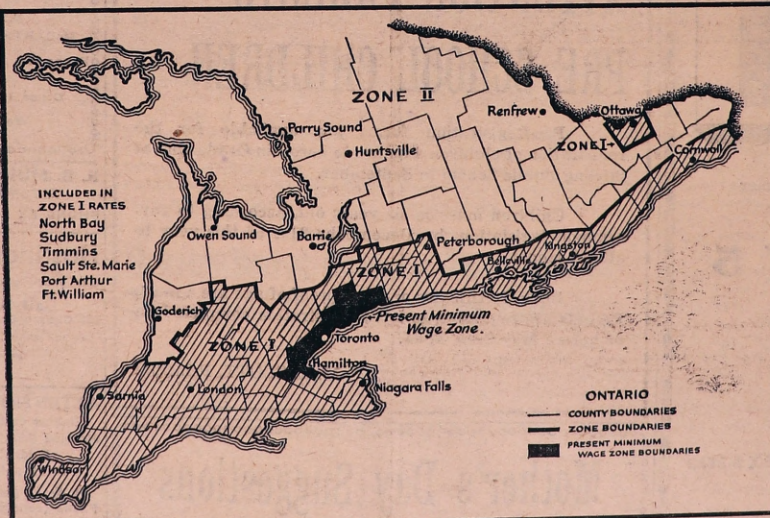 ZONE II
Renfrew
Ottawa
Parry Sound
ZONE I
Huntsville
Cornwall
INCLUDED IN
ZONE I RATES
North Bay
Sudbury
Timmins
Sault Ste. Marie
Port Arthur
Ft. William
Owen Sound
Barrie
Peterborough
Kingston
ZONE I
Belleville
Goderich
Present Minimum
Wage Zone.
ZONE I
Toronto
Hamilton
Niagara Falls
Sarnia
London
Windsor
ONTARIO
COUNTY BOUNDARIES
ZONE BOUNDARIES
PRESENT MINIMUM
WAGE ZONE BOUNDARIES